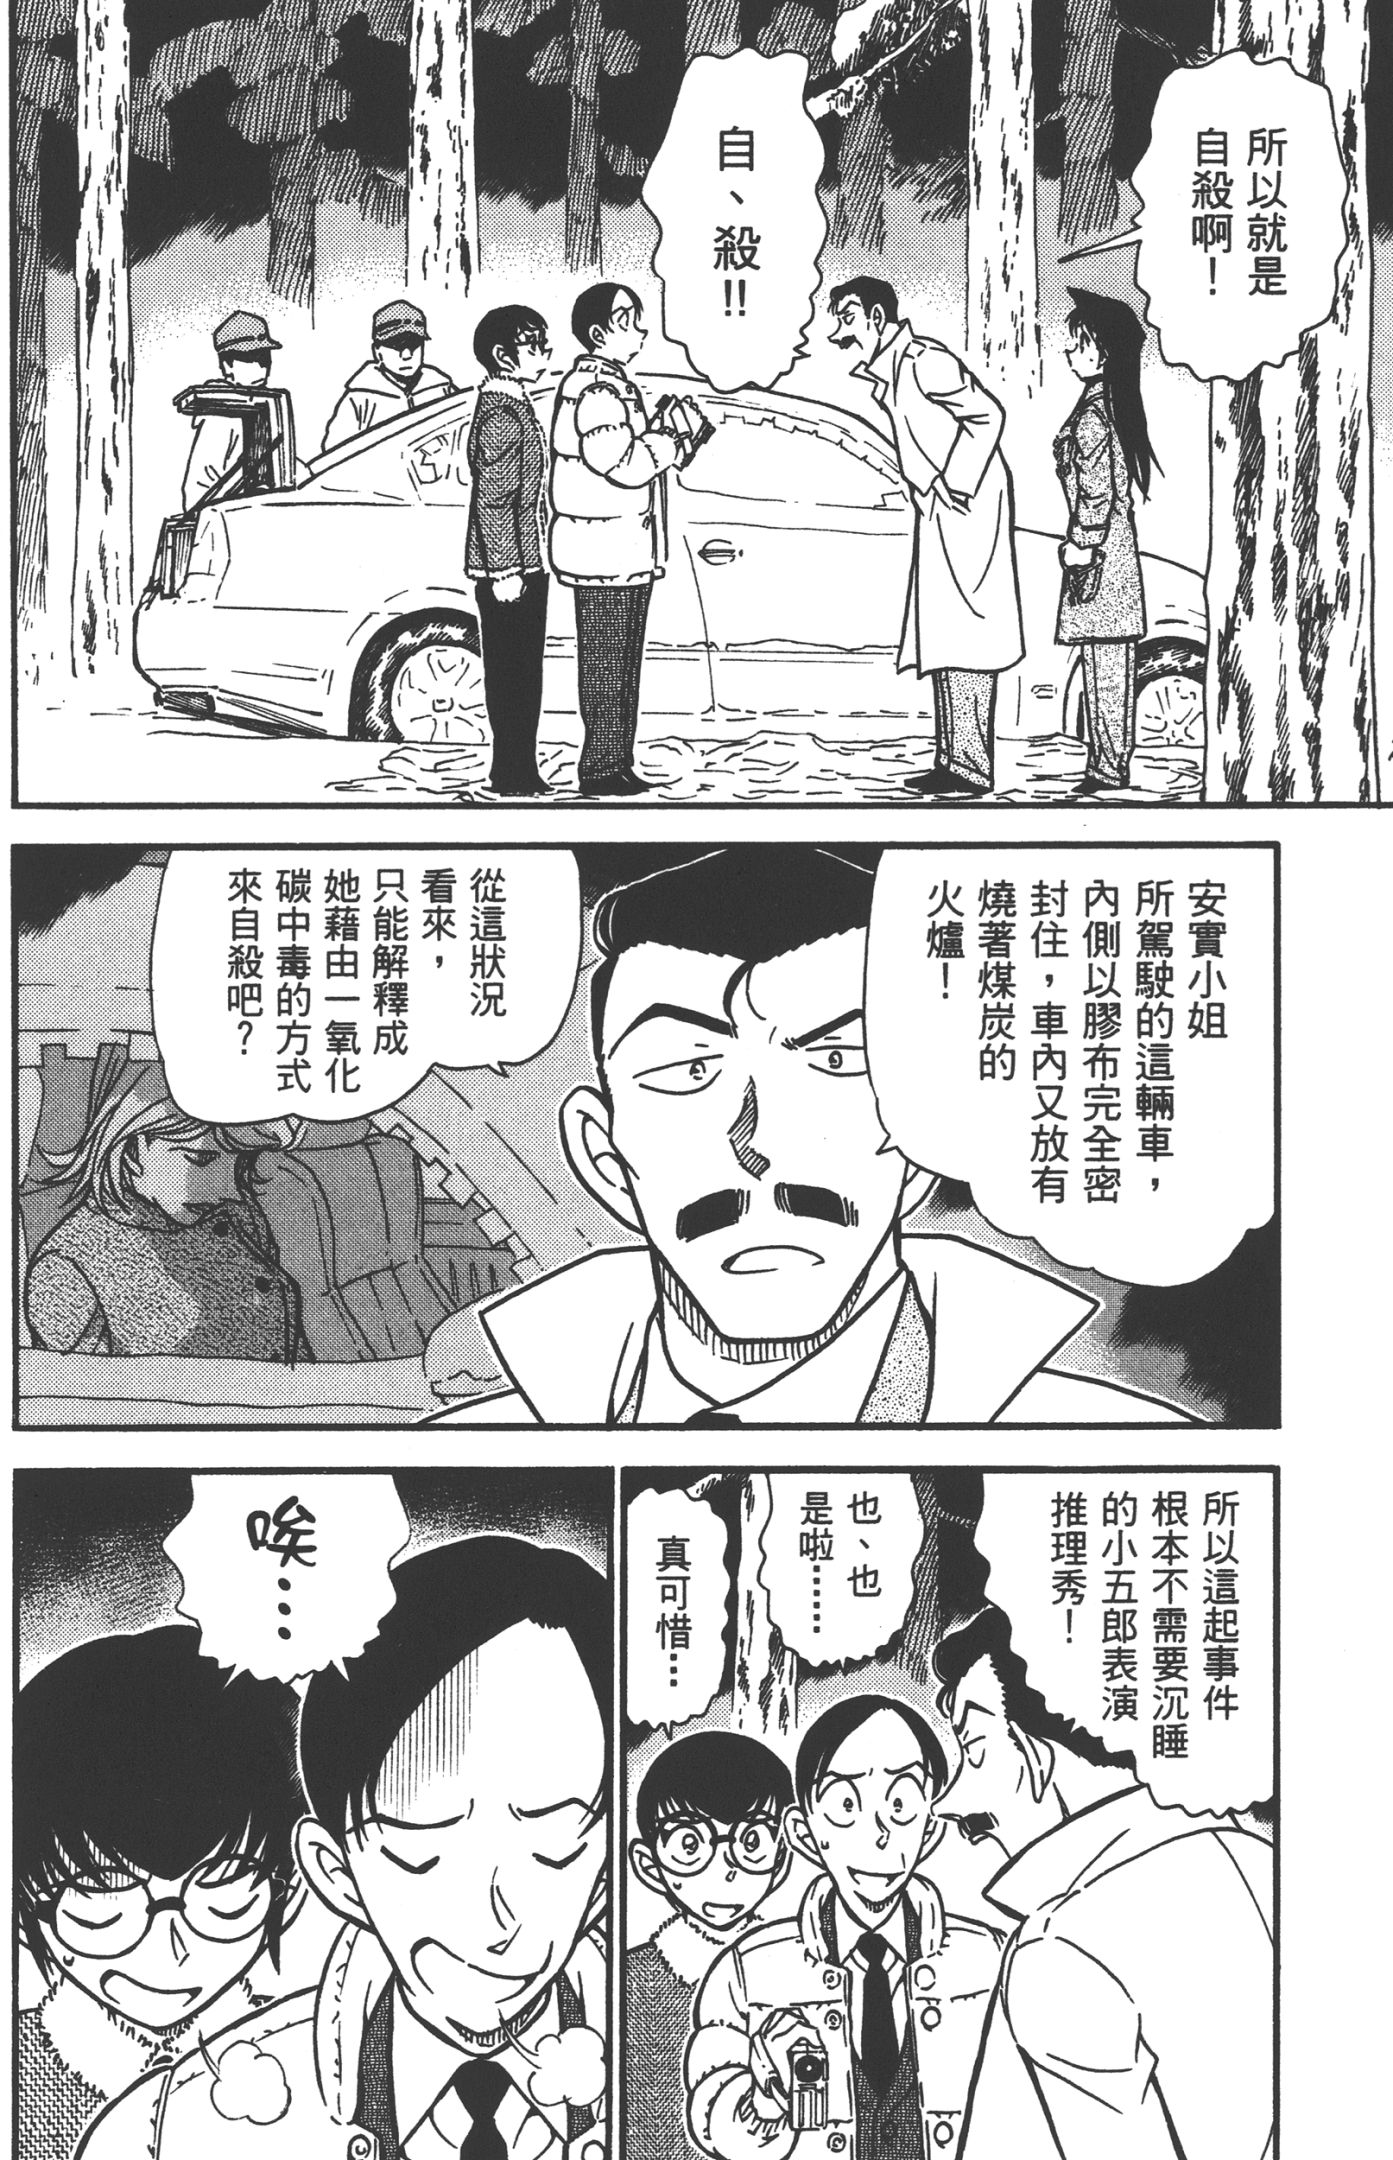 所以就是
自殺啊！
自、殺!!
安實小姐
所駕駛的這輛車，
內側以膠布完全密
封住，車內又放有
燒著煤炭的
火爐！
從這狀況
看來，
只能解釋成
她藉由一氧化
碳中毒的方式
來自殺吧？
所以這起事件
根本不需要沉睡
的小五郎表演
推理秀！
也、也
是啦……
真可惜…
唉…